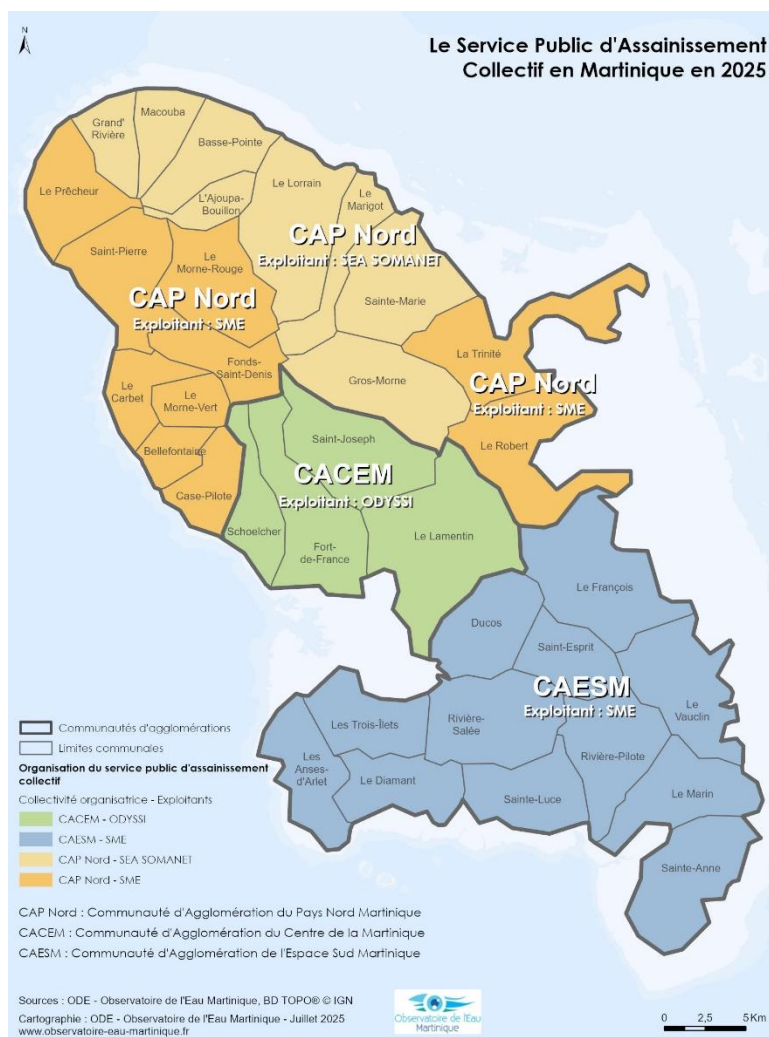 N
Le Service Public d'Assainissement
Collectif en Martinique en 2025
Grand'
Rivière
Macouba
Basse-Pointe
Le Prêcheur
L'Ajoupa-
Bouillon
Le Lorrain
Le
Marigot
CAP Nord
Exploitant : SEA SOMANET
Saint-Pierre
Le
Morne-Rouge
CAP Nord
Exploitant : SME
Sainte-Marie
Fonds-
Saint-Denis
Gros-Morne
La Trinité
CAP Nord
Exploitant : SME
Le Robert
Le
Carbet
Le
Morne-Vert
Bellefontaine
Case-Pilote
Saint-Joseph
CACEM
Exploitant : ODYSSI
Schoelcher
Fort-
de-France
Le Lamentin
Le François
Ducos
Saint-Esprit
CAESM
Exploitant : SME
Le
Vauclin
Les Trois-Îlets
Rivière-
Salée
Rivière-Pilote
Les
Anses-
d'Arlet
Le Diamant
Sainte-Luce
Le Marin
Sainte-Anne
Communautés d'agglomérations
Limites communales
Organisation du service public d'assainissement
collectif
Collectivité organisatrice - Exploitants
CACEM - ODYSSI
CAESM - SME
CAP Nord - SEA SOMANET
CAP Nord - SME
CAP Nord : Communauté d'Agglomération du Pays Nord Martinique
CACEM : Communauté d'Agglomération du Centre de la Martinique
CAESM : Communauté d'Agglomération de l'Espace Sud Martinique
Sources : ODE - Observatoire de l'Eau Martinique, BD TOPO® © IGN
Cartographie : ODE - Observatoire de l'Eau Martinique - Juillet 2025
www.observatoire-eau-martinique.fr
Observatoire de l'Eau
Martinique
0 2,5 5Km